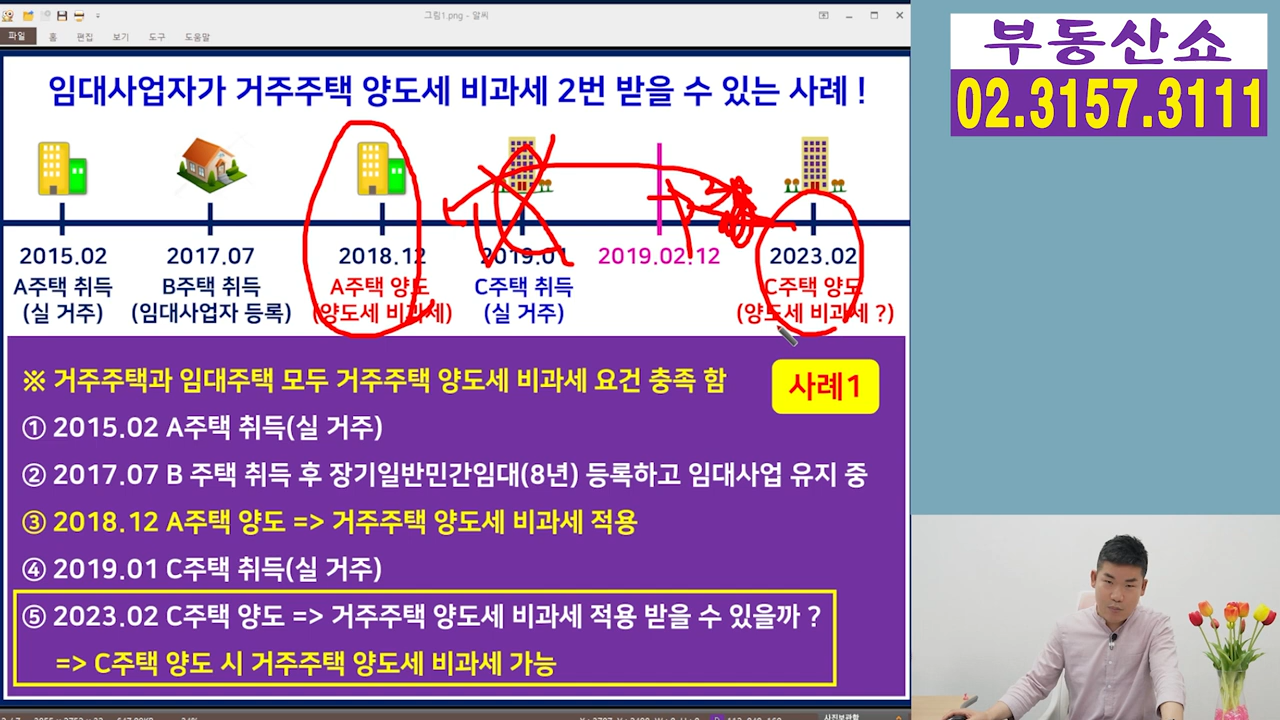 그림1.png - 알씨
파일 홈 편집 보기 도구 도움말
부동산쇼
02.3157.3111
임대사업자가 거주주택 양도세 비과세 2번 받을 수 있는 사례 !
2015.02 2017.07 2018.12 2019.01 2019.02.12 2023.02
A주택 취득 B주택 취득 A주택 양도 C주택 취득 C주택 양도
(실 거주) (임대사업자 등록) (양도세 비과세) (실 거주) (양도세 비과세 ?)
※ 거주주택과 임대주택 모두 거주주택 양도세 비과세 요건 충족 함
사례1
① 2015.02 A주택 취득(실 거주)
② 2017.07 B 주택 취득 후 장기일반민간임대(8년) 등록하고 임대사업 유지 중
③ 2018.12 A주택 양도 => 거주주택 양도세 비과세 적용
④ 2019.01 C주택 취득(실 거주)
⑤ 2023.02 C주택 양도 => 거주주택 양도세 비과세 적용 받을 수 있을까 ?
=> C주택 양도 시 거주주택 양도세 비과세 가능